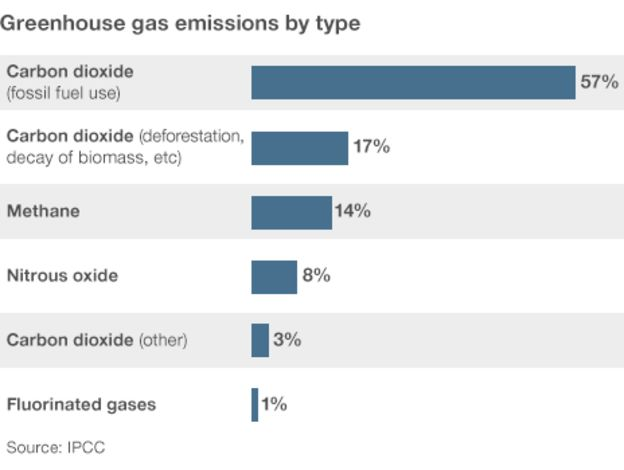 Greenhouse gas emissions by type
Carbon dioxide
(fossil fuel use)
57%
Carbon dioxide (deforestation,
decay of biomass, etc)
17%
Methane
14%
Nitrous oxide
8%
Carbon dioxide (other)
3%
Fluorinated gases
1%
Source: IPCC